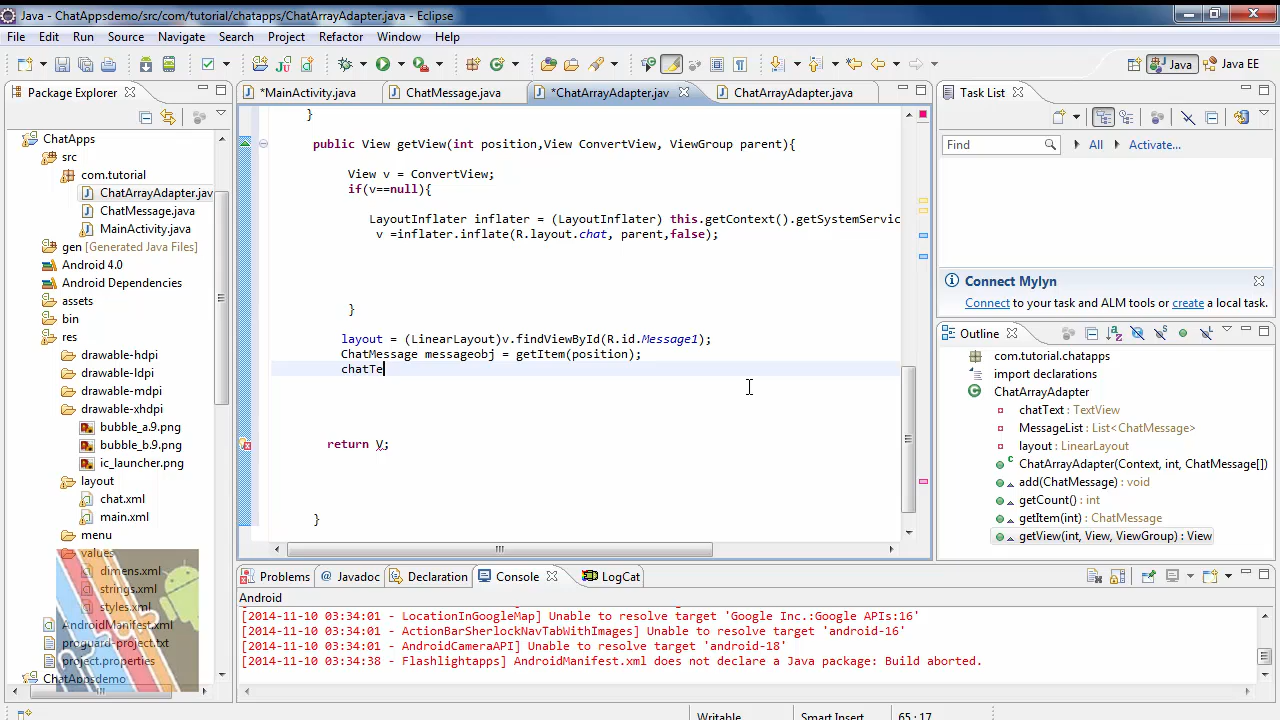 Java - ChatAppsdemo/src/com/tutorial/chatapps/ChatArrayAdapter.java - Eclipse
File Edit Run Source Navigate Search Project Refactor Window Help
Java Java EE
Package Explorer
ChatApps
src
com.tutorial
ChatArrayAdapter.jav
ChatMessage.java
MainActivity.java
gen [Generated Java Files]
Android 4.0
Android Dependencies
assets
bin
res
drawable-hdpi
drawable-ldpi
drawable-mdpi
drawable-xhdpi
bubble_a.9.png
bubble_b.9.png
ic_launcher.png
layout
chat.xml
main.xml
menu
values
dimens.xml
strings.xml
styles.xml
AndroidManifest.xml
proguard-project.txt
project.properties
ChatAppsdemo
*MainActivity.java ChatMessage.java *ChatArrayAdapter.jav ChatArrayAdapter.java
}
public View getView(int position,View ConvertView, ViewGroup parent){
View v = ConvertView;
if(v==null){
LayoutInflater inflater = (LayoutInflater) this.getContext().getSystemServic
v =inflater.inflate(R.layout.chat, parent,false);
}
layout = (LinearLayout)v.findViewById(R.id.Message1);
ChatMessage messageobj = getItem(position);
chatTe
return V;
}
Task List
Find All Activate...
Connect Mylyn
Connect to your task and ALM tools or create a local task.
Outline
com.tutorial.chatapps
import declarations
ChatArrayAdapter
chatText : TextView
MessageList : List<ChatMessage>
layout : LinearLayout
ChatArrayAdapter(Context, int, ChatMessage[])
add(ChatMessage) : void
getCount() : int
getItem(int) : ChatMessage
getView(int, View, ViewGroup) : View
Problems Javadoc Declaration Console LogCat
Android
[2014-11-10 03:34:01 - LocationInGoogleMap] Unable to resolve target 'Google Inc.:Google APIs:16'
[2014-11-10 03:34:01 - ActionBarSherlockNavTabWithImages] Unable to resolve target 'android-16'
[2014-11-10 03:34:01 - AndroidCameraAPI] Unable to resolve target 'android-18'
[2014-11-10 03:34:38 - Flashlightapps] AndroidManifest.xml does not declare a Java package: Build aborted.
Writable Smart Insert 65 : 17